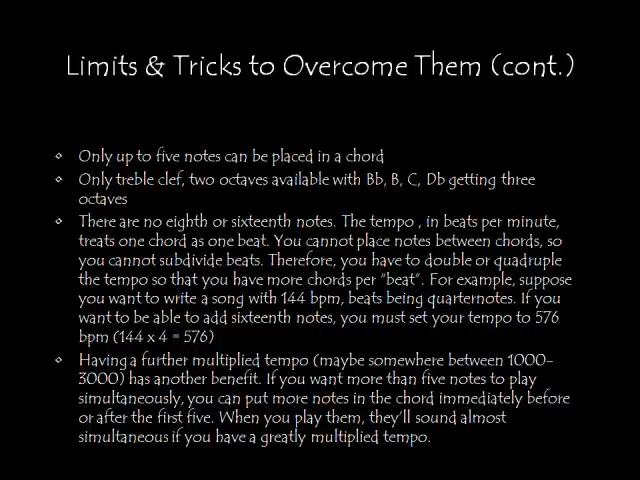 Limits & Tricks to Overcome Them (cont.)
• Only up to five notes can be placed in a chord
• Only treble clef, two octaves available with Bb, B, C, Db getting three
octaves
• There are no eighth or sixteenth notes. The tempo , in beats per minute,
treats one chord as one beat. You cannot place notes between chords, so
you cannot subdivide beats. Therefore, you have to double or quadruple
the tempo so that you have more chords per "beat". For example, suppose
you want to write a song with 144 bpm, beats being quarternotes. If you
want to be able to add sixteenth notes, you must set your tempo to 576
bpm (144 x 4 = 576)
• Having a further multiplied tempo (maybe somewhere between 1000-
3000) has another benefit. If you want more than five notes to play
simultaneously, you can put more notes in the chord immediately before
or after the first five. When you play them, they'll sound almost
simultaneous if you have a greatly multiplied tempo.